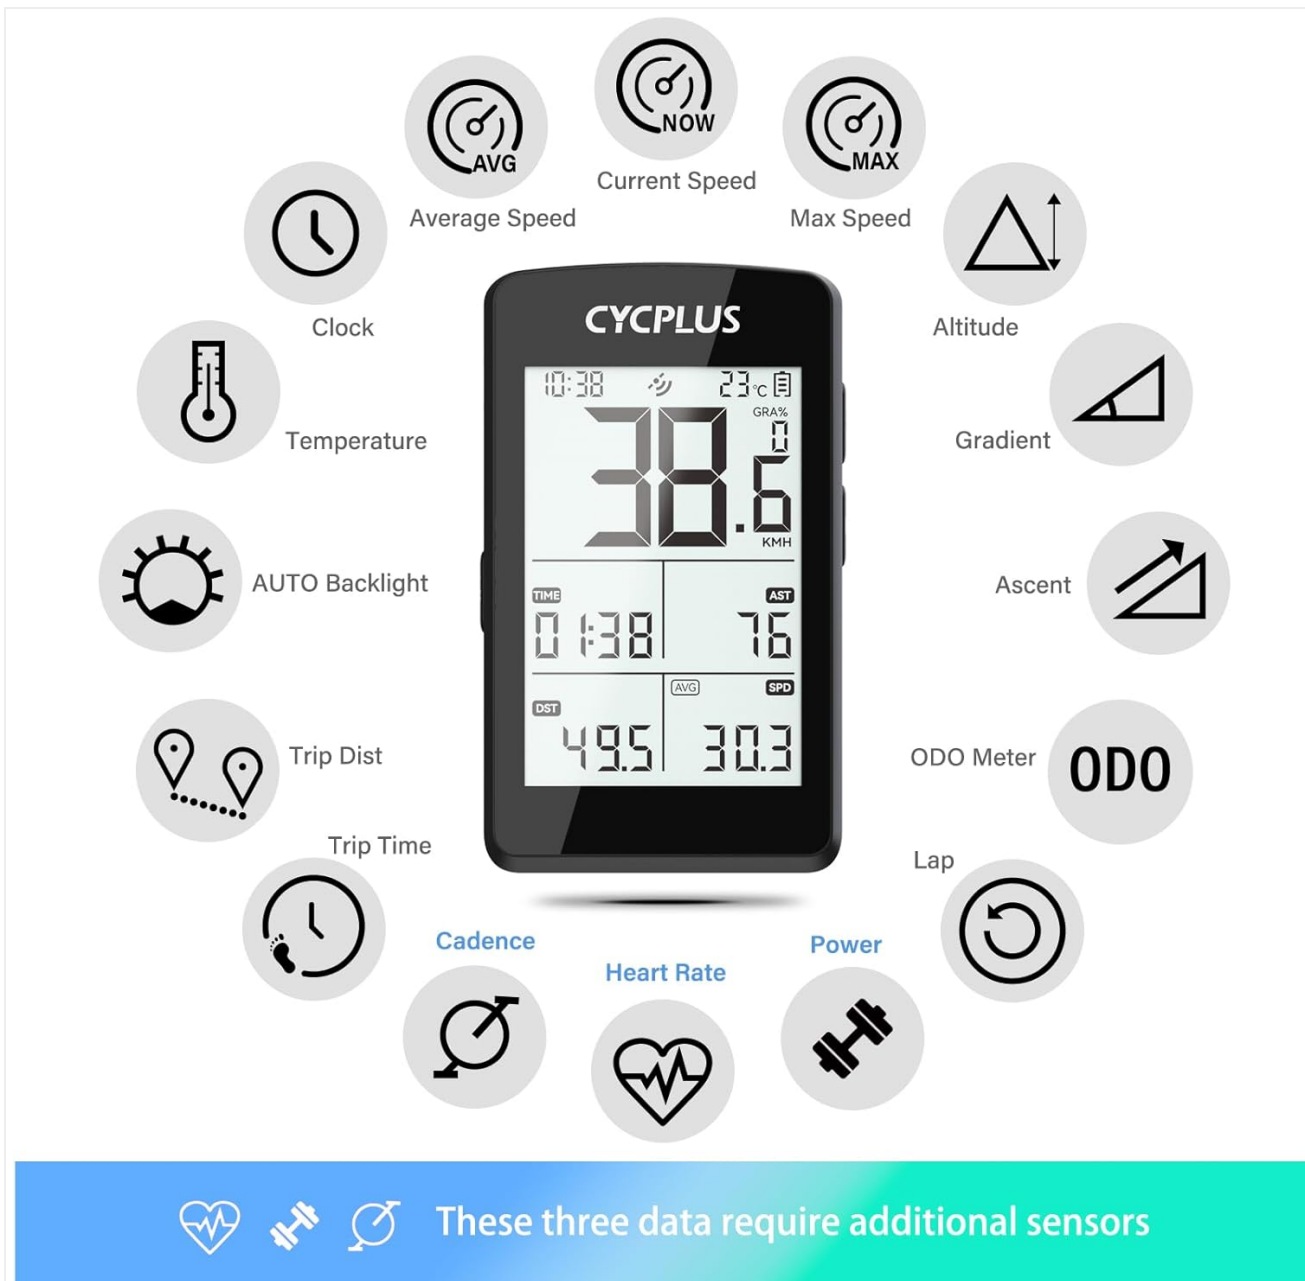 NOW
AVG
MAX
Current Speed
Average Speed
Max Speed
CYCPLUS
Clock
Altitude
10:38 23°C
GRA%
0
38.6
KMH
Temperature
Gradient
AUTO Backlight
Ascent
TIME AST
01:38 76
AVG SPD
DST
49.5 30.3
Trip Dist
ODO Meter
ODO
Trip Time
Lap
Cadence
Power
Heart Rate
These three data require additional sensors